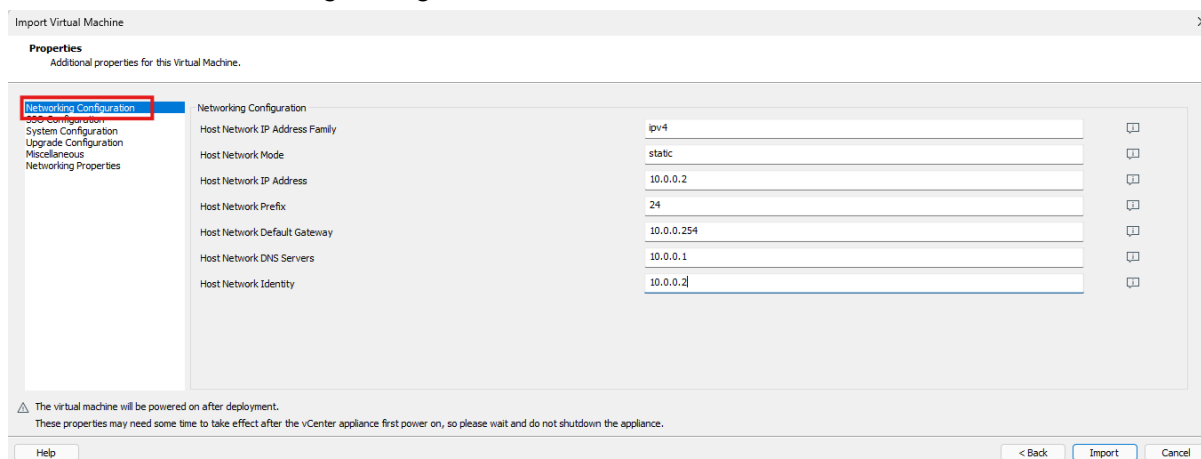 Import Virtual Machine
Properties
Additional properties for this Virtual Machine.
Networking Configuration
SSO Configuration
System Configuration
Upgrade Configuration
Miscellaneous
Networking Properties
Networking Configuration
Host Network IP Address Family ipv4
Host Network Mode static
Host Network IP Address 10.0.0.2
Host Network Prefix 24
Host Network Default Gateway 10.0.0.254
Host Network DNS Servers 10.0.0.1
Host Network Identity 10.0.0.2
The virtual machine will be powered on after deployment.
These properties may need some time to take effect after the vCenter appliance first power on, so please wait and do not shutdown the appliance.
Help < Back Import Cancel